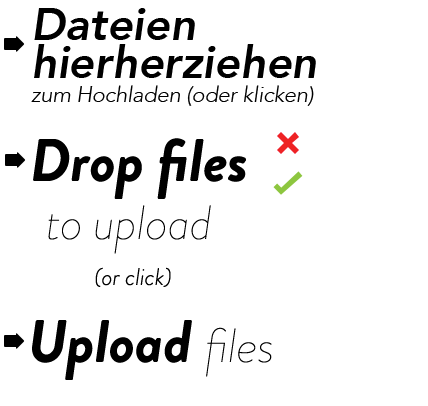 Dateien
hierherziehen
zum Hochladen (oder klicken)
Drop files
to upload
(or click)
Upload files